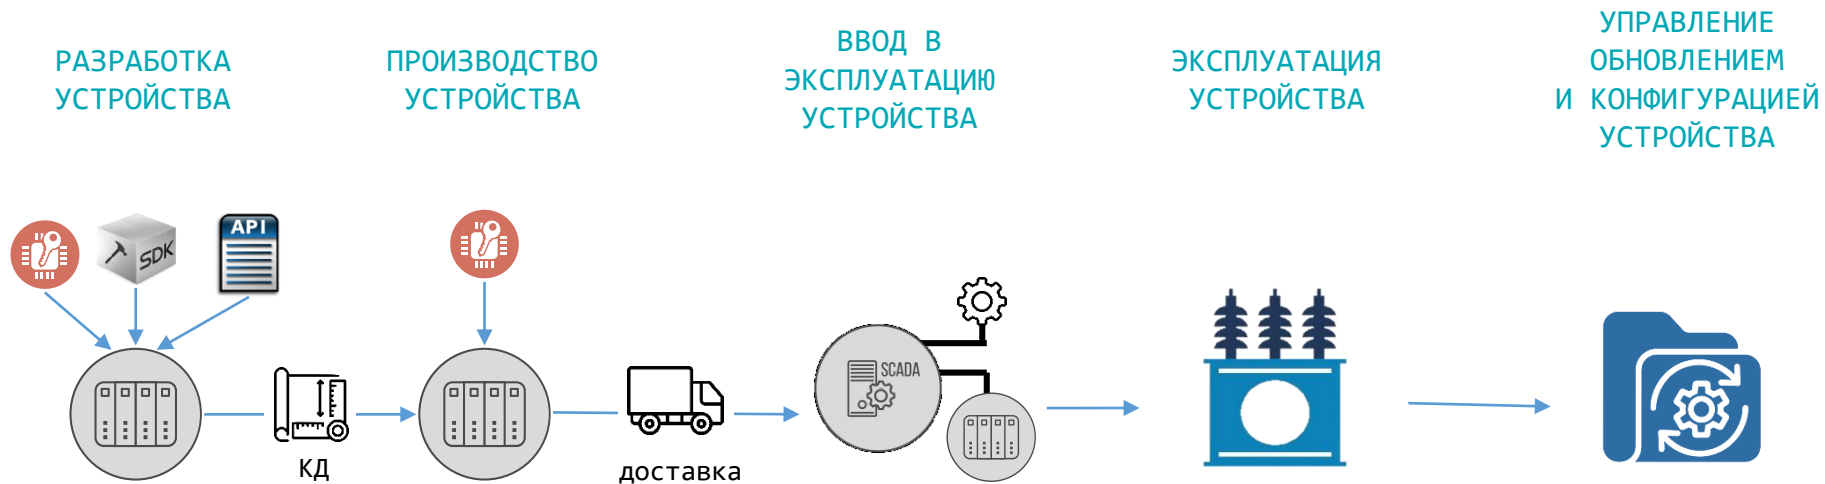 РАЗРАБОТКА
УСТРОЙСТВА
ПРОИЗВОДСТВО
УСТРОЙСТВА
ВВОД В
ЭКСПЛУАТАЦИЮ
УСТРОЙСТВА
ЭКСПЛУАТАЦИЯ
УСТРОЙСТВА
УПРАВЛЕНИЕ
ОБНОВЛЕНИЕМ
И КОНФИГУРАЦИЕЙ
УСТРОЙСТВА
SDK
API
SCADA
КД
доставка